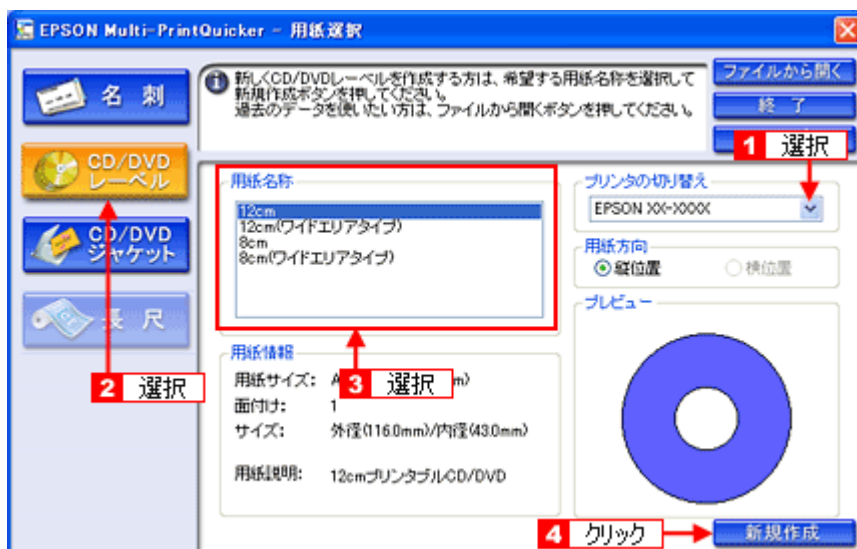 EPSON Multi-PrintQuicker - 用紙選択
名 刺
CD/DVD
レーベル
CD/DVD
ジャケット
長 尺
新しくCD/DVDレーベルを作成する方は、希望する用紙名称を選択して
新規作成ボタンを押してください。
過去のデータを使いたい方は、ファイルから開くボタンを押してください。
ファイルから開く
終 了
1 選択
2 選択
用紙名称
12cm
12cm(ワイドエリアタイプ)
8cm
8cm(ワイドエリアタイプ)
3 選択
プリンタの切り替え
EPSON XX-XXXX
用紙方向
縦位置
横位置
プレビュー
用紙情報
用紙サイズ:
面付け: 1
サイズ: 外径(116.0mm)/内径(43.0mm)
用紙説明: 12cmプリンタブルCD/DVD
4 クリック
新規作成